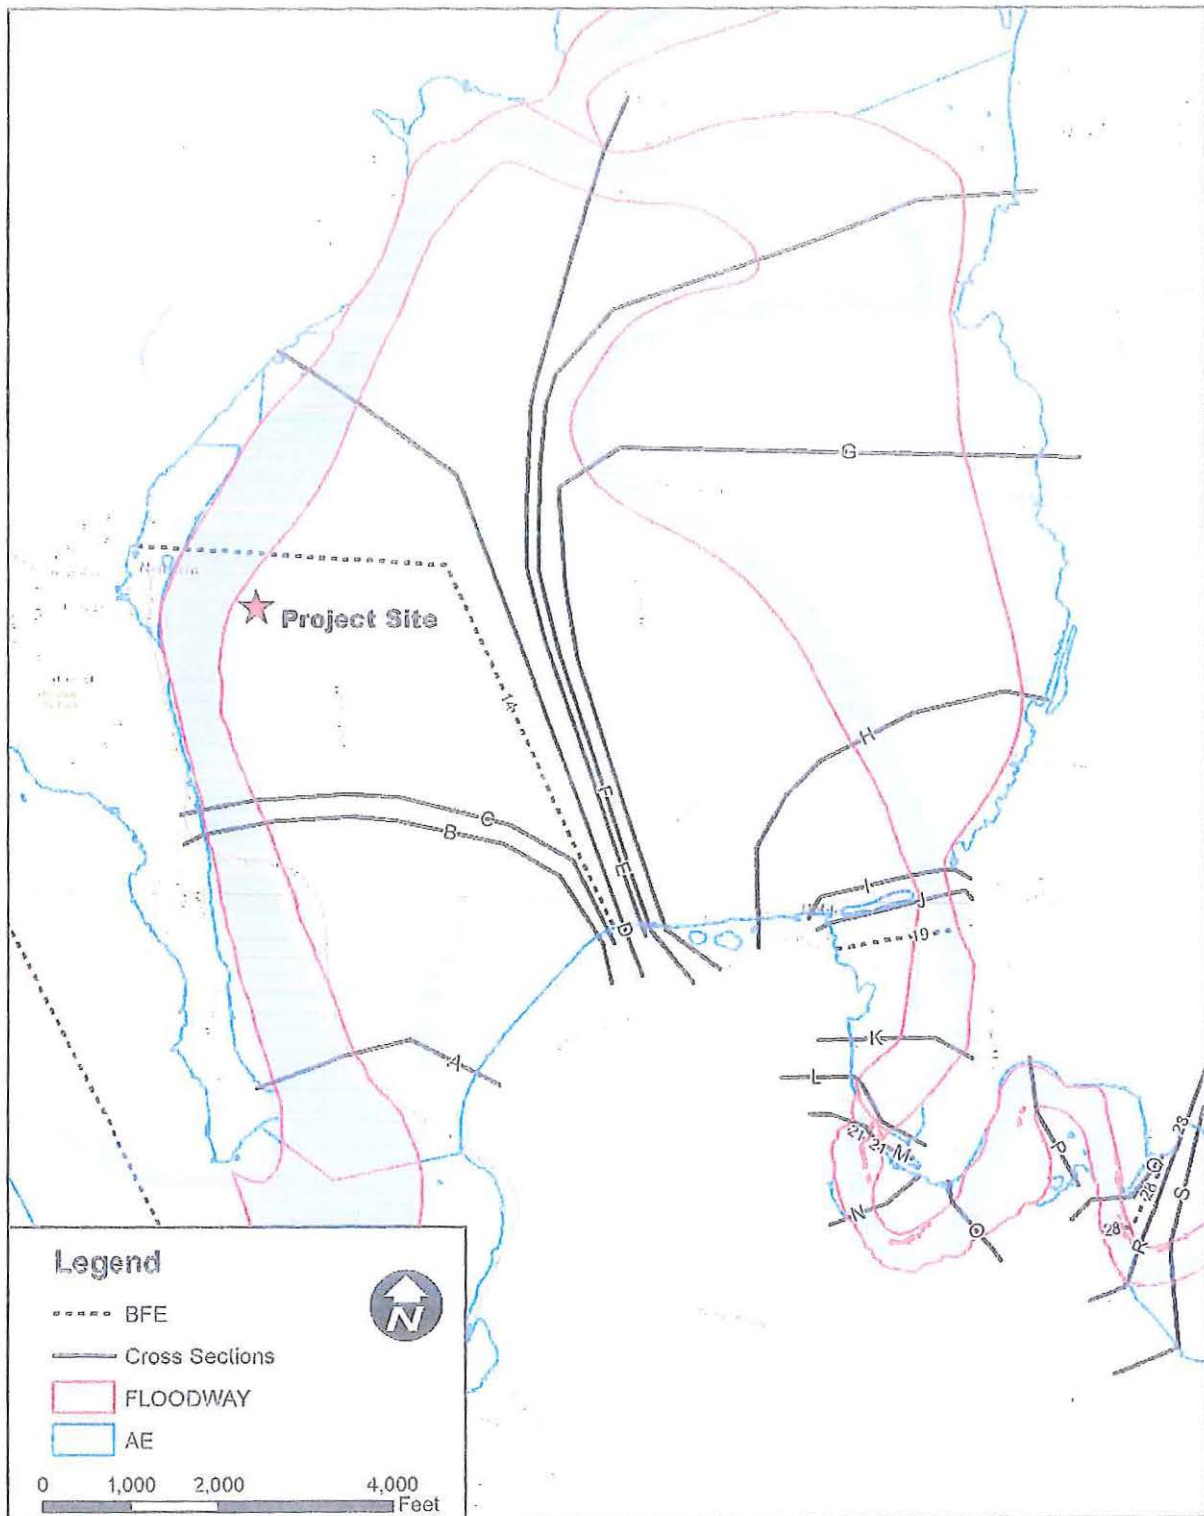 G
Project Site
14
H
F
C
B
E
I
J
D
19
K
A
L
21
21
M
P
28
G
28
S
N
O
28
R
Legend
N
BFE
Cross Sections
FLOODWAY
AE
0 1,000 2,000 4,000
Feet